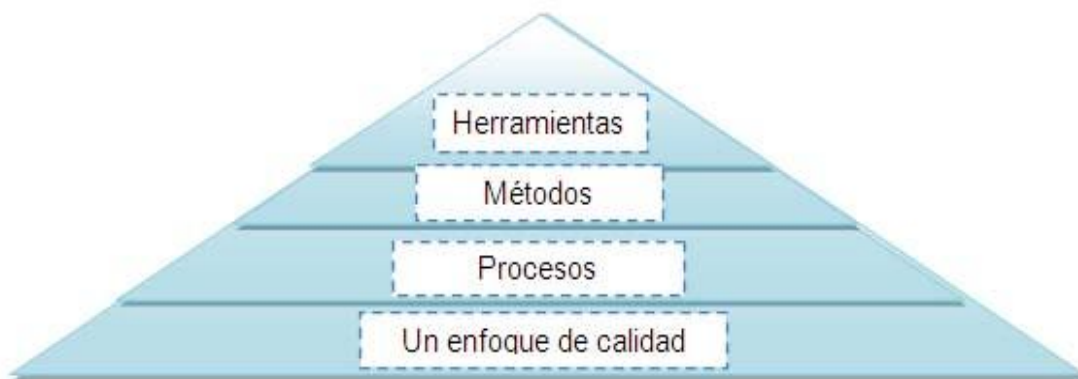 Herramientas
Métodos
Procesos
Un enfoque de calidad